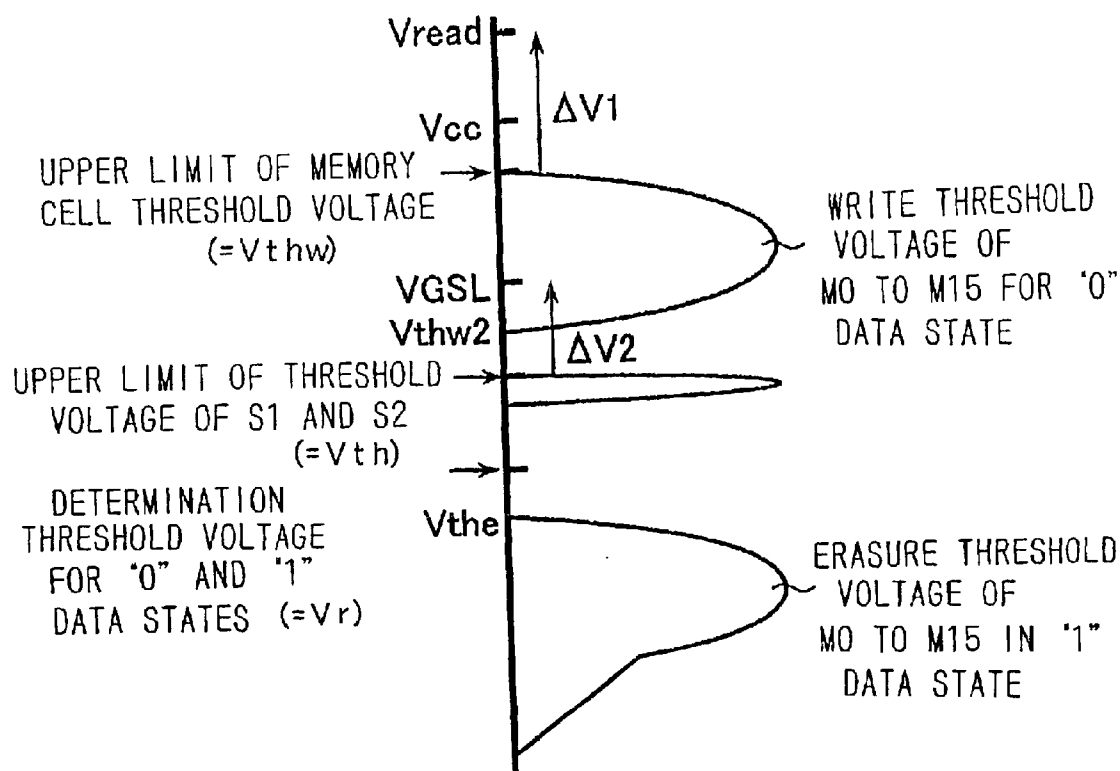 Vread
ΔV1
Vcc
UPPER LIMIT OF MEMORY
CELL THRESHOLD VOLTAGE
(=Vthw)
WRITE THRESHOLD
VOLTAGE OF
MO TO M15 FOR "0"
DATA STATE
VGSL
Vthw2
ΔV2
UPPER LIMIT OF THRESHOLD
VOLTAGE OF S1 AND S2
(=Vth)
DETERMINATION
THRESHOLD VOLTAGE
FOR "0" AND "1"
DATA STATES (=Vr)
Vthe
ERASURE THRESHOLD
VOLTAGE OF
MO TO M15 IN "1"
DATA STATE